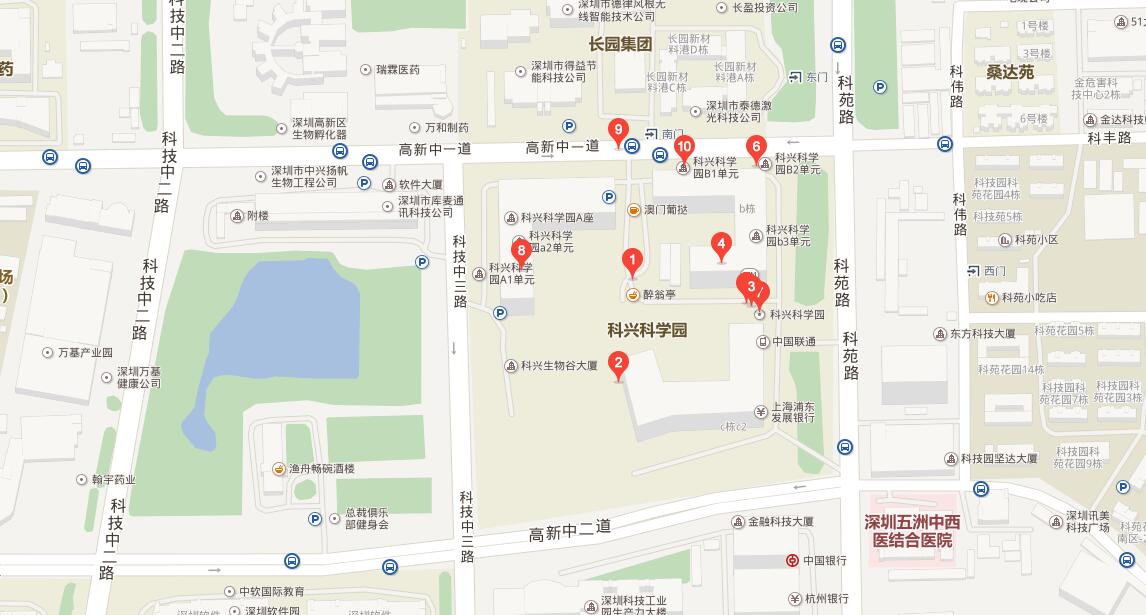 深圳市德律风根无
线智能技术公司
长盈投资公司
科技中二路
长园集团
长园新材
料港D栋
1号楼
3号楼
桑达苑
药
瑞霖医药
深圳市得益节
能科技公司
长园新材
料港C栋
长园新材
料港A栋
东门
科苑路
科伟路
金危害科
技中心2栋
深圳市泰德激
光科技公司
6号楼
金达科技
深圳高新区
生物孵化器
万和制药
南门
科丰路
高新中一道
高新中一道
9
10
6
科技中二路
深圳市中兴扬帆
生物工程公司
软件大厦
深圳市库麦通
讯科技公司
附楼
科兴科学
园B1单元
科兴科学
园B2单元
科技园科
苑花园4栋
科技苑5栋
科伟路
科兴科学园A座
澳门葡挞
b栋
科兴科学
园a2单元
科兴科学
园b3单元
科苑小区
8
1
4
科技中三路
科兴科学
园A1单元
西门
场
)
科技中二路
醉翁亭
3
科兴科学园
科苑小吃店
科苑路
科兴科学园
中国联通
东方科技大厦
科苑花园5栋
万基产业园
深圳万基
健康公司
科兴生物谷大厦
2
科苑路
科苑花园14栋
科技园科
苑花园7栋
科技园科
苑花园3栋
上海浦东
发展银行
c栋c2
渔舟畅碗酒楼
翰宇药业
科技园坚达大厦
科技园科
苑花园9栋
总裁俱乐
部健身会
科技中二路
科技中三路
高新中二道
金融科技大厦
深圳五洲中西
医结合医院
深圳讯美
科技广场
中国银行
中软国际教育
深圳软件园
深圳科技工业
园生产力大楼
杭州银行